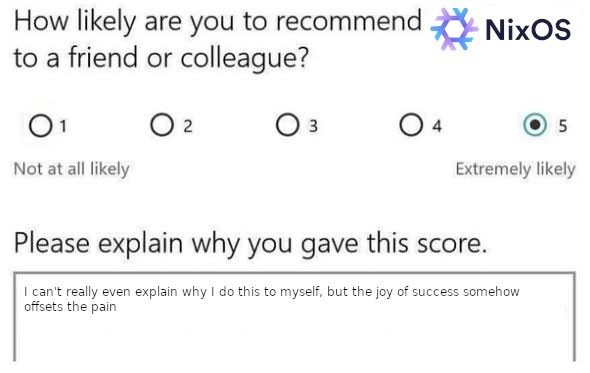 How likely are you to recommend NixOS
to a friend or colleague?
1 2 3 4 5
Not at all likely Extremely likely
Please explain why you gave this score.
I can't really even explain why I do this to myself, but the joy of success somehow
offsets the pain